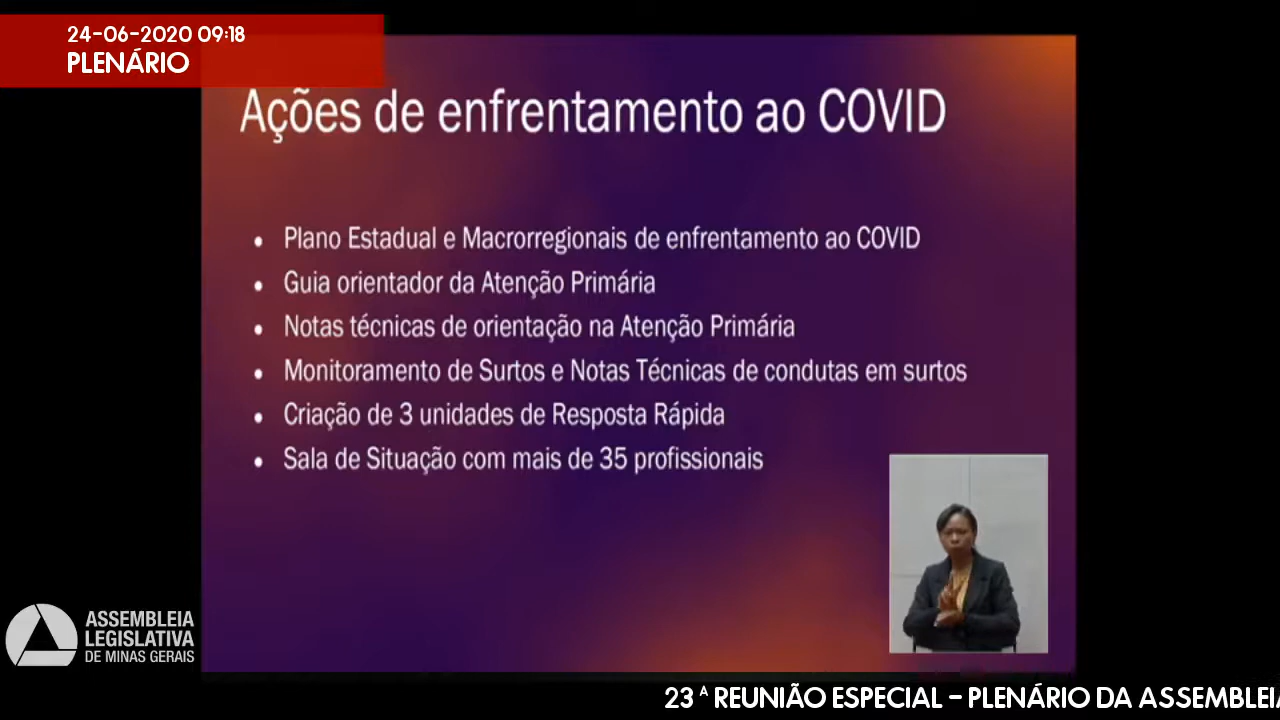 24-06-2020 09:18
PLENÁRIO
Ações de enfrentamento ao COVID
• Plano Estadual e Macrorregionais de enfrentamento ao COVID
• Guia orientador da Atenção Primária
• Notas técnicas de orientação na Atenção Primária
• Monitoramento de Surtos e Notas Técnicas de condutas em surtos
• Criação de 3 unidades de Resposta Rápida
• Sala de Situação com mais de 35 profissionais
ASSEMBLEIA
LEGISLATIVA
DE MINAS GERAIS
23ª REUNIÃO ESPECIAL – PLENÁRIO DA ASSEMBLEI